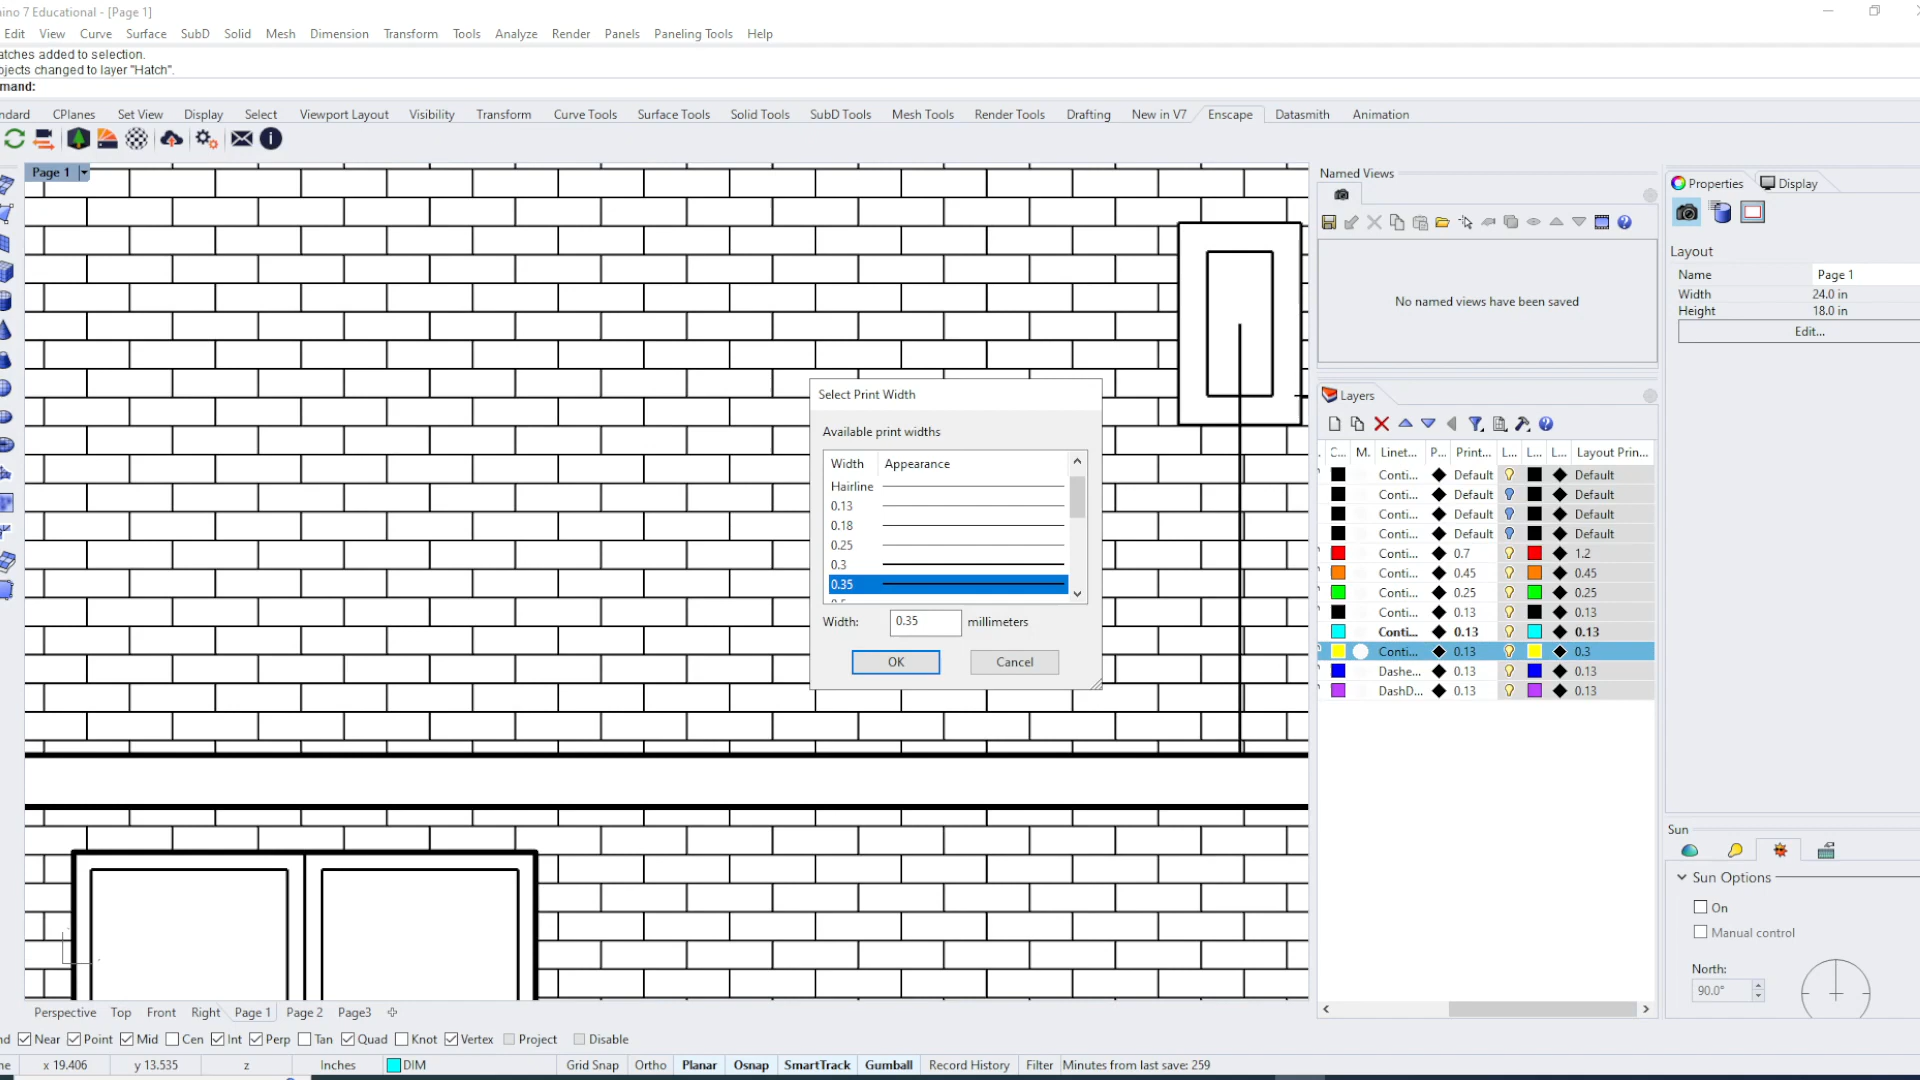 ino 7 Educational - [Page 1]
Edit View Curve Surface SubD Solid Mesh Dimension Transform Tools Analyze Render Panels Paneling Tools Help
atches added to selection.
bjects changed to layer "Hatch".
mand:
ndard CPlanes Set View Display Select Viewport Layout Visibility Transform Curve Tools Surface Tools Solid Tools SubD Tools Mesh Tools Render Tools Drafting New in V7 Enscape Datasmith Animation
Page 1
Named Views
No named views have been saved
Properties Display
Layout
Name Page 1
Width 24.0 in
Height 18.0 in
Edit...
Select Print Width
Available print widths
Width Appearance
Hairline
0.13
0.18
0.25
0.3
0.35
0.5
Width: 0.35 millimeters
OK Cancel
Layers
C... M. Linet... P... Print... L... L... L... Layout Prin...
Conti... Default Default
Conti... Default Default
Conti... Default Default
Conti... Default Default
Conti... 0.7 1.2
Conti... 0.45 0.45
Conti... 0.25 0.25
Conti... 0.13 0.13
Conti... 0.13 0.13
Conti... 0.13 0.3
Dashe... 0.13 0.13
DashD... 0.13 0.13
Sun
Sun Options
On
Manual control
North:
90.0°
Perspective Top Front Right Page 1 Page 2 Page3
nd Near Point Mid Cen Int Perp Tan Quad Knot Vertex Project Disable
ne x 19.406 y 13.535 z Inches DIM Grid Snap Ortho Planar Osnap SmartTrack Gumball Record History Filter Minutes from last save: 259